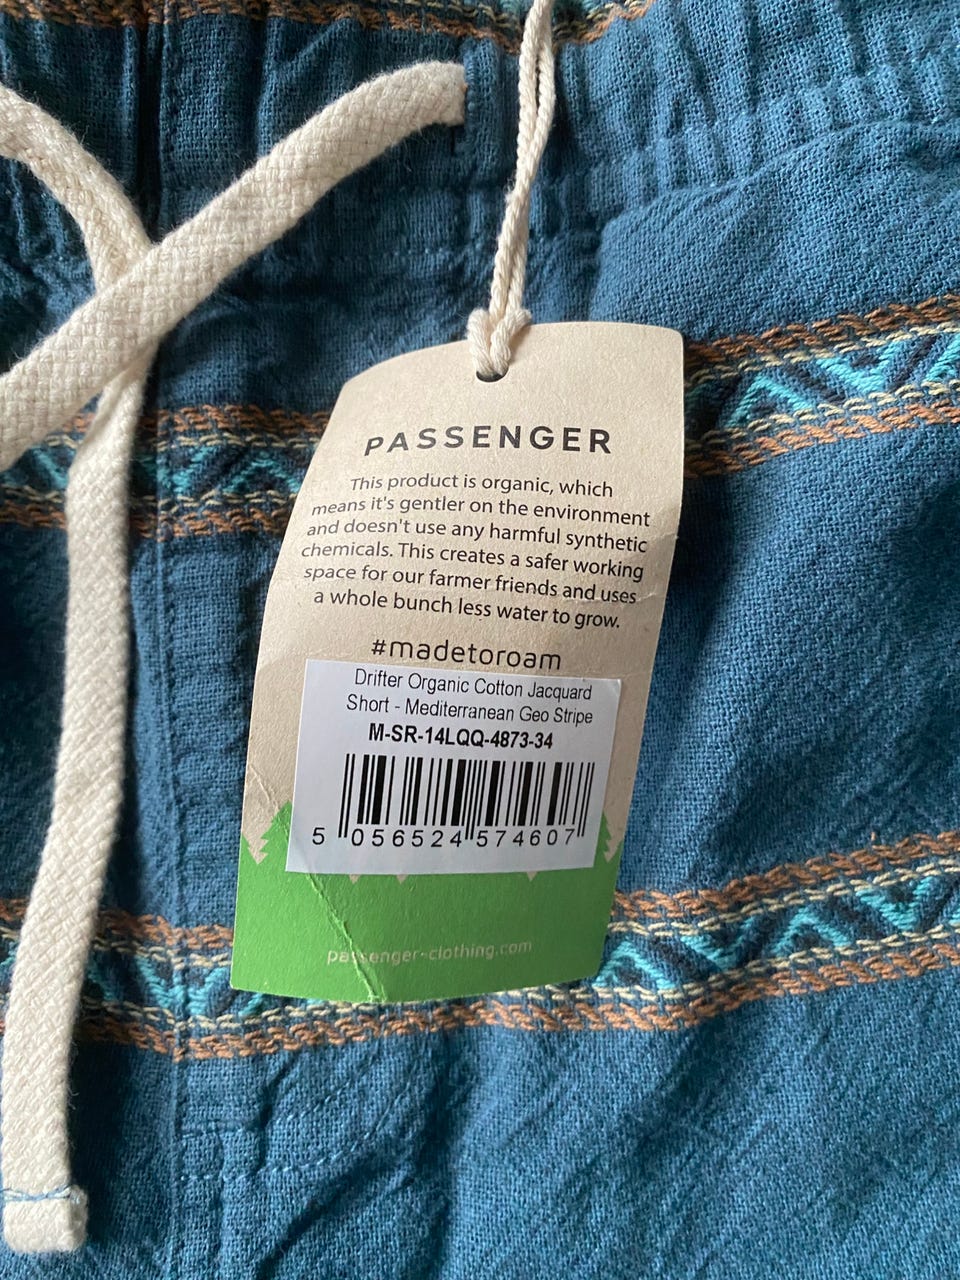 PASSENGER
This product is organic, which
means it's gentler on the environment
and doesn't use any harmful synthetic
chemicals. This creates a safer working
space for our farmer friends and uses
a whole bunch less water to grow.
#madetoroam
Drifter Organic Cotton Jacquard
Short - Mediterranean Geo Stripe
M-SR-14LQQ-4873-34
5 056524 574607
passenger-clothing.com